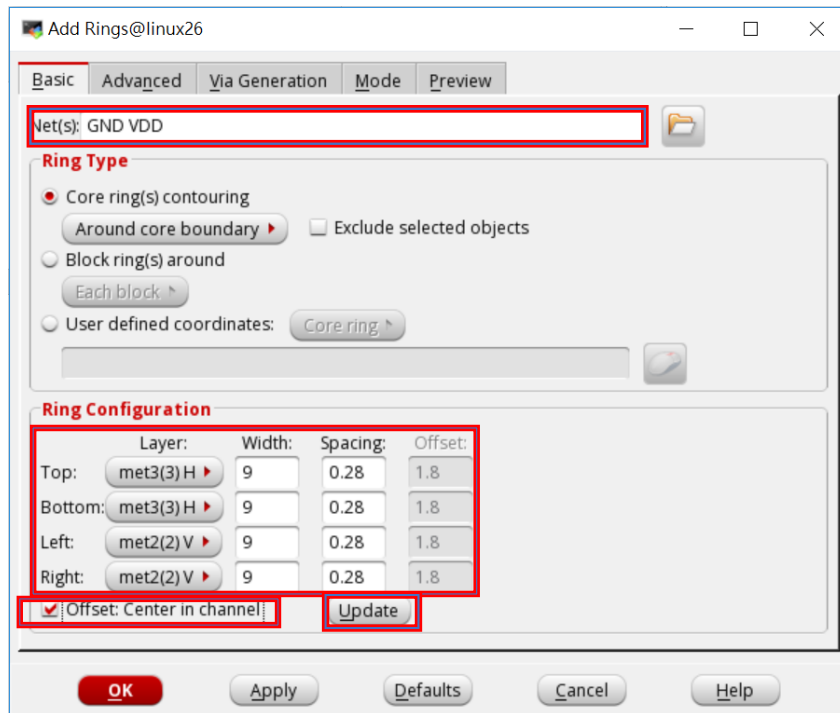 Add Rings@linux26
Basic Advanced Via Generation Mode Preview
Net(s): GND VDD
Ring Type
Core ring(s) contouring
Around core boundary Exclude selected objects
Block ring(s) around
Each block
User defined coordinates: Core ring
Ring Configuration
Layer: Width: Spacing: Offset:
Top: met3(3) H 9 0.28 1.8
Bottom: met3(3) H 9 0.28 1.8
Left: met2(2) V 9 0.28 1.8
Right: met2(2) V 9 0.28 1.8
Offset: Center in channel Update
OK Apply Defaults Cancel Help